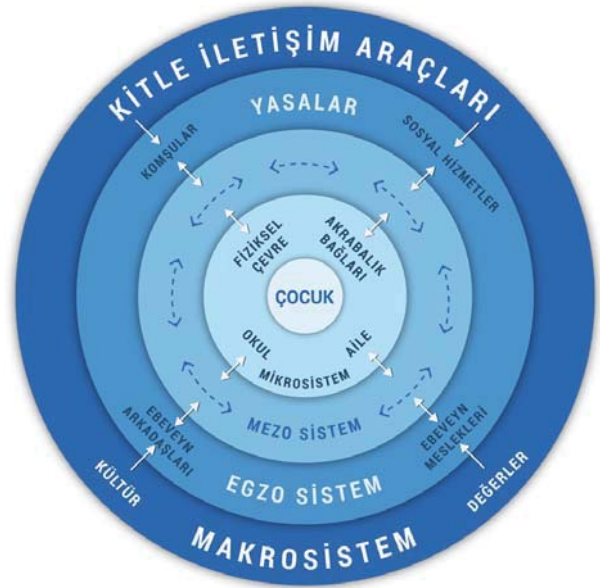 KİTLE İLETİŞİM ARAÇLARI
YASALAR
KOMŞULAR
SOSYAL HİZMETLER
FİZİKSEL
ÇEVRE
AKRABALIK
BAĞLARI
ÇOCUK
OKUL
AİLE
MİKROSİSTEM
MEZO SİSTEM
EBEVEYN
ARKADAŞLARI
EBEVEYN
MESLEKLERİ
EGZO SİSTEM
KÜLTÜR
DEĞERLER
MAKROSİSTEM